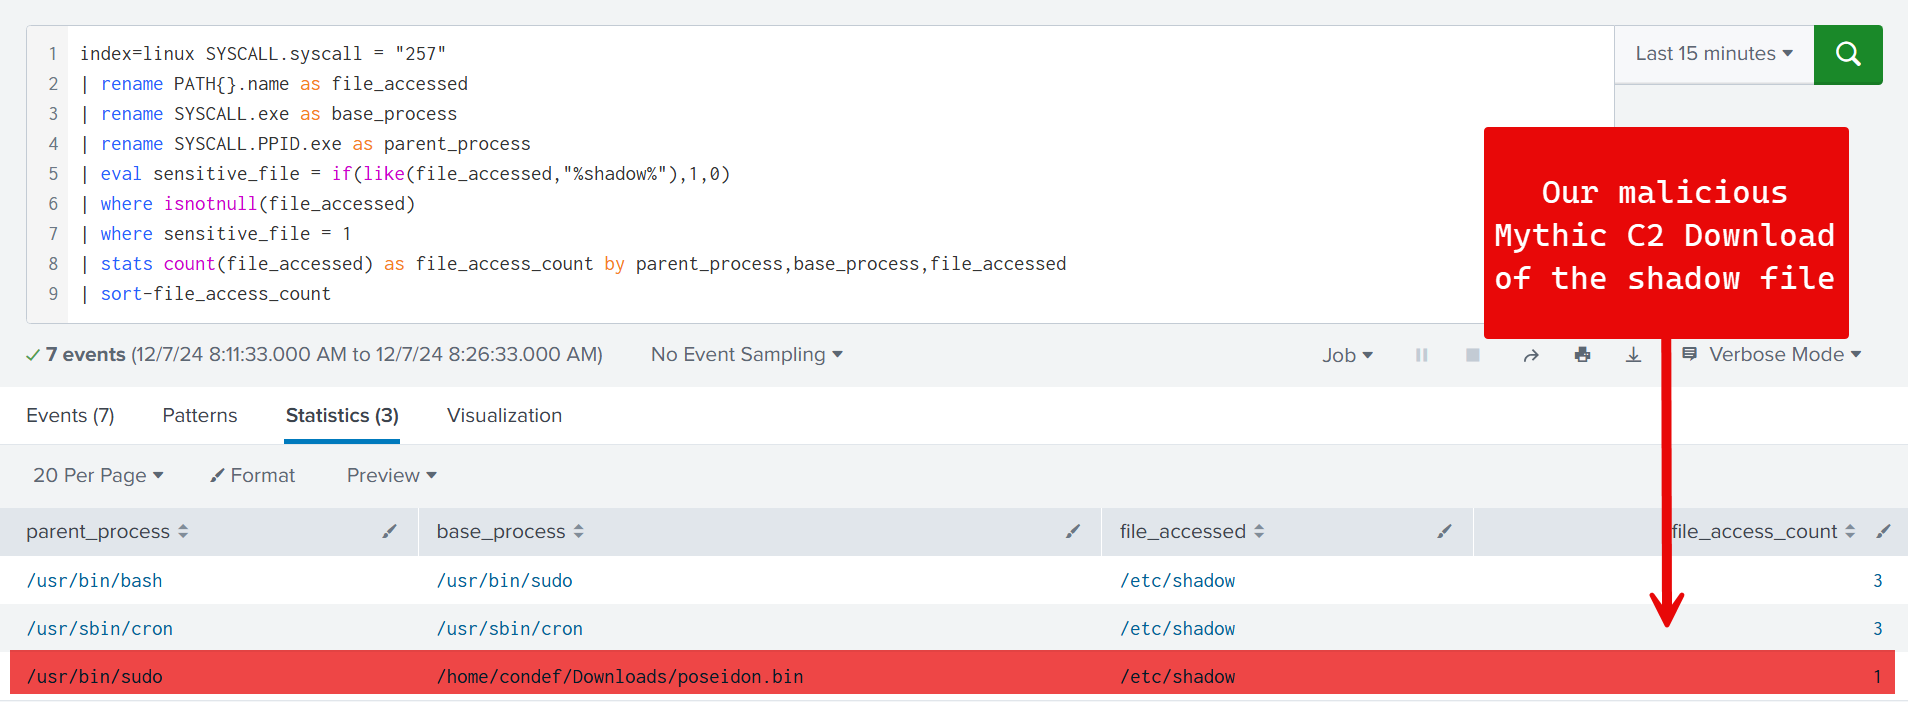 1 index=linux SYSCALL.syscall = "257"
2 | rename PATH{}.name as file_accessed
3 | rename SYSCALL.exe as base_process
4 | rename SYSCALL.PPID.exe as parent_process
5 | eval sensitive_file = if(like(file_accessed,"%shadow%"),1,0)
6 | where isnotnull(file_accessed)
7 | where sensitive_file = 1
8 | stats count(file_accessed) as file_access_count by parent_process,base_process,file_accessed
9 | sort-file_access_count
Last 15 minutes
Our malicious
Mythic C2 Download
of the shadow file
7 events (12/7/24 8:11:33.000 AM to 12/7/24 8:26:33.000 AM) No Event Sampling Job Verbose Mode
Events (7) Patterns Statistics (3) Visualization
20 Per Page Format Preview
parent_process base_process file_accessed file_access_count
/usr/bin/bash /usr/bin/sudo /etc/shadow 3
/usr/sbin/cron /usr/sbin/cron /etc/shadow 3
/usr/bin/sudo /home/condef/Downloads/poseidon.bin /etc/shadow 1